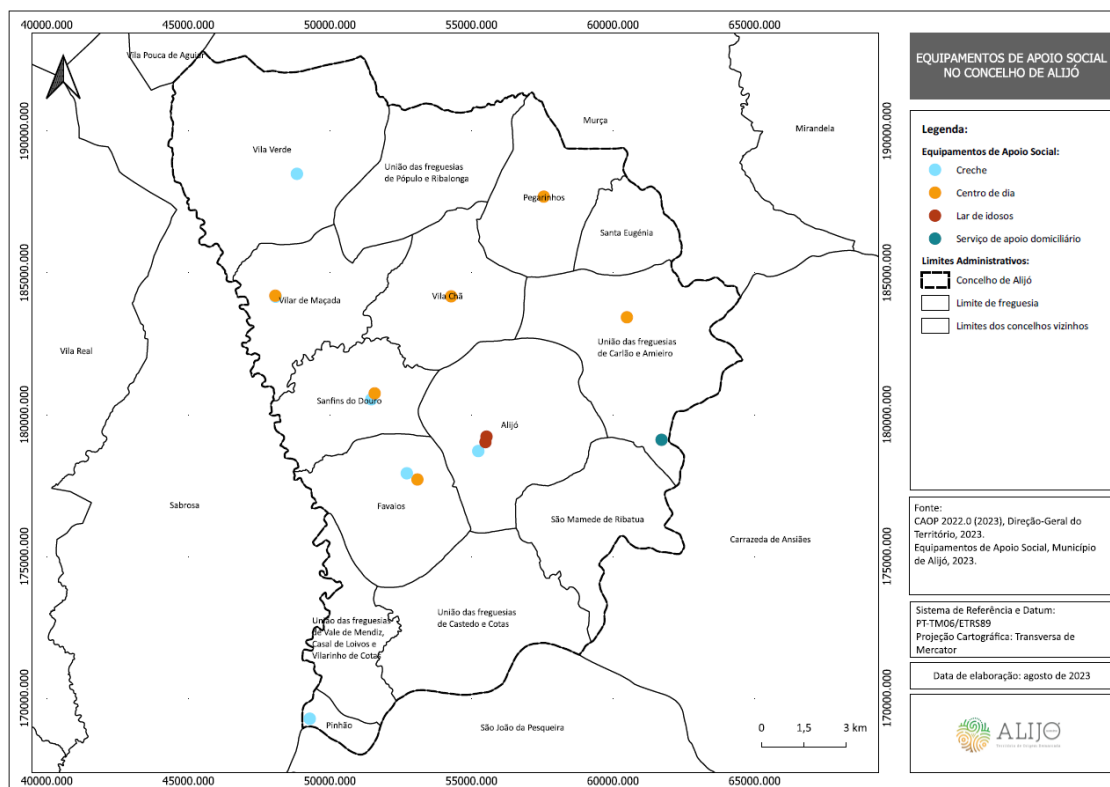 40000.000 45000.000 50000.000 55000.000 60000.000 65000.000
Vila Pouca de Aguiar
Murça
Mirandela
190000.000
190000.000
Vila Verde
União das freguesias
de Pópulo e Ribalonga
Pegarinhos
Santa Eugénia
185000.000
185000.000
Vilar de Maçada
Vila Chã
União das freguesias
de Carlão e Amieiro
Vila Real
Sanfins do Douro
180000.000
180000.000
Alijó
Sabrosa
Favaios
São Mamede de Ribatua
Carrazeda de Ansiães
175000.000
175000.000
União das freguesias
de Vale de Mendiz,
Casal de Loivos e
Vilarinho de Cotas
União das freguesias
de Castedo e Cotas
170000.000
170000.000
Pinhão
São João da Pesqueira
0 1,5 3 km
40000.000 45000.000 50000.000 55000.000 60000.000 65000.000
EQUIPAMENTOS DE APOIO SOCIAL
NO CONCELHO DE ALIJÓ
Legenda:
Equipamentos de Apoio Social:
Creche
Centro de dia
Lar de idosos
Serviço de apoio domiciliário
Limites Administrativos:
Concelho de Alijó
Limite de freguesia
Limites dos concelhos vizinhos
Fonte:
CAOP 2022.0 (2023), Direção-Geral do
Território, 2023.
Equipamentos de Apoio Social, Município
de Alijó, 2023.
Sistema de Referência e Datum:
PT-TM06/ETRS89
Projeção Cartográfica: Transversa de
Mercator
Data de elaboração: agosto de 2023
ALIJÓ